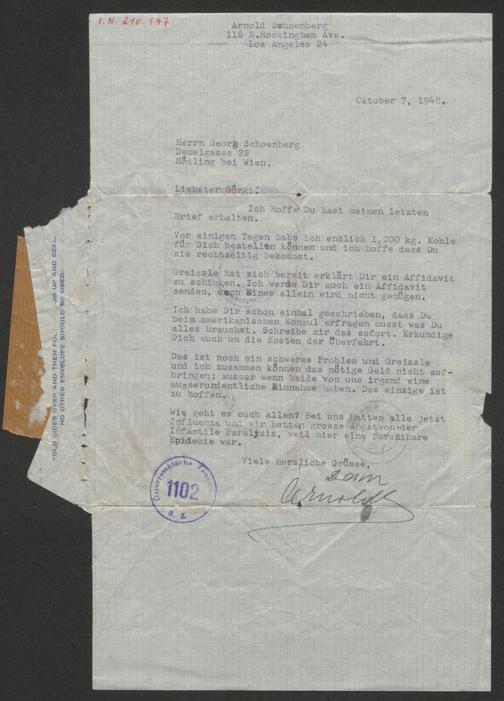 I. N. 210.147
Arnold Schoenberg
116 N.Rockingham Ave.
Los Angeles 24
Oktober 7, 1948.
Herrn Georg Schoenberg
Demelgasse 22
Mödling bei Wien.
Liebster Görgi!
Ich hoffe Du hast meinen letzten
Brief erhalten.
Vor einigen Tagen habe ich endlich 1,000 kg. Kohle
für Dich bestellen können und ich hoffe dass Du
sie rechtzeitig bekommst.
Greissle hat sich bereit erklärt Dir ein Affidavit
zu schicken. Ich werde Dir auch ein Affidavit
senden, denn Eines allein wird nicht genügen.
Ich habe Dir schon einmal geschrieben, dass Du
beim amerikanischen Konsul erfragen musst was Du
alles brauchst. Schreibe mir das sofort. Erkundige
Dich auch um die Kosten der Überfahrt.
Das ist noch ein schweres Problem und Greissle
und ich zusammen können das nötige Geld nicht auf-
bringen; ausser wenn beide von uns irgend eine
ausserordentliche Einnahme haben. Das einzige ist
zu hoffen.
Wie geht es euch allen? Bei uns hatten alle jetzt
Influenza und wir hatten grosse Angst vor der
Infantile Paralysis, weil hier eine furchtbare
Epidemie war.
Viele herzliche Grüsse,
Dein
Arnold
Österreichische Zensur
1102
Z. R.
FOLD SIDES OVER AND THEN FOLD UP AND SEAL
NO OTHER ENVELOPE SHOULD BE USED.